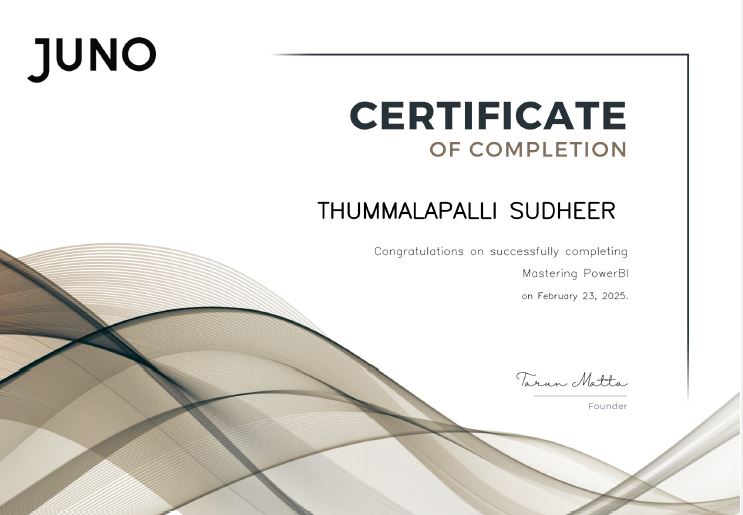 JUNO
CERTIFICATE
OF COMPLETION
THUMMALAPALLI SUDHEER
Congratulations on successfully completing
Mastering PowerBI
on February 23, 2025.
Tarun Matta
Founder